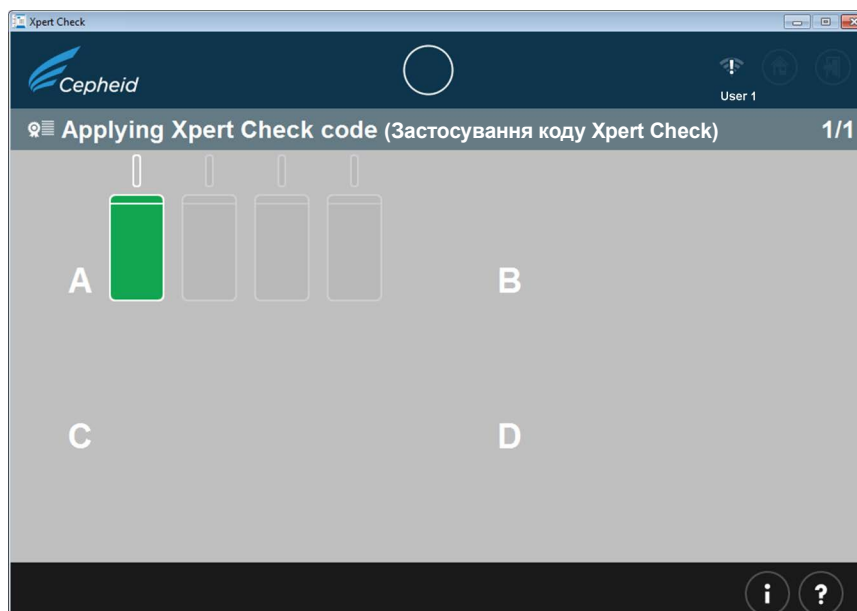 Xpert Check
Cepheid
User 1
Applying Xpert Check code (Застосування коду Xpert Check) 1/1
A
B
C
D
i
?